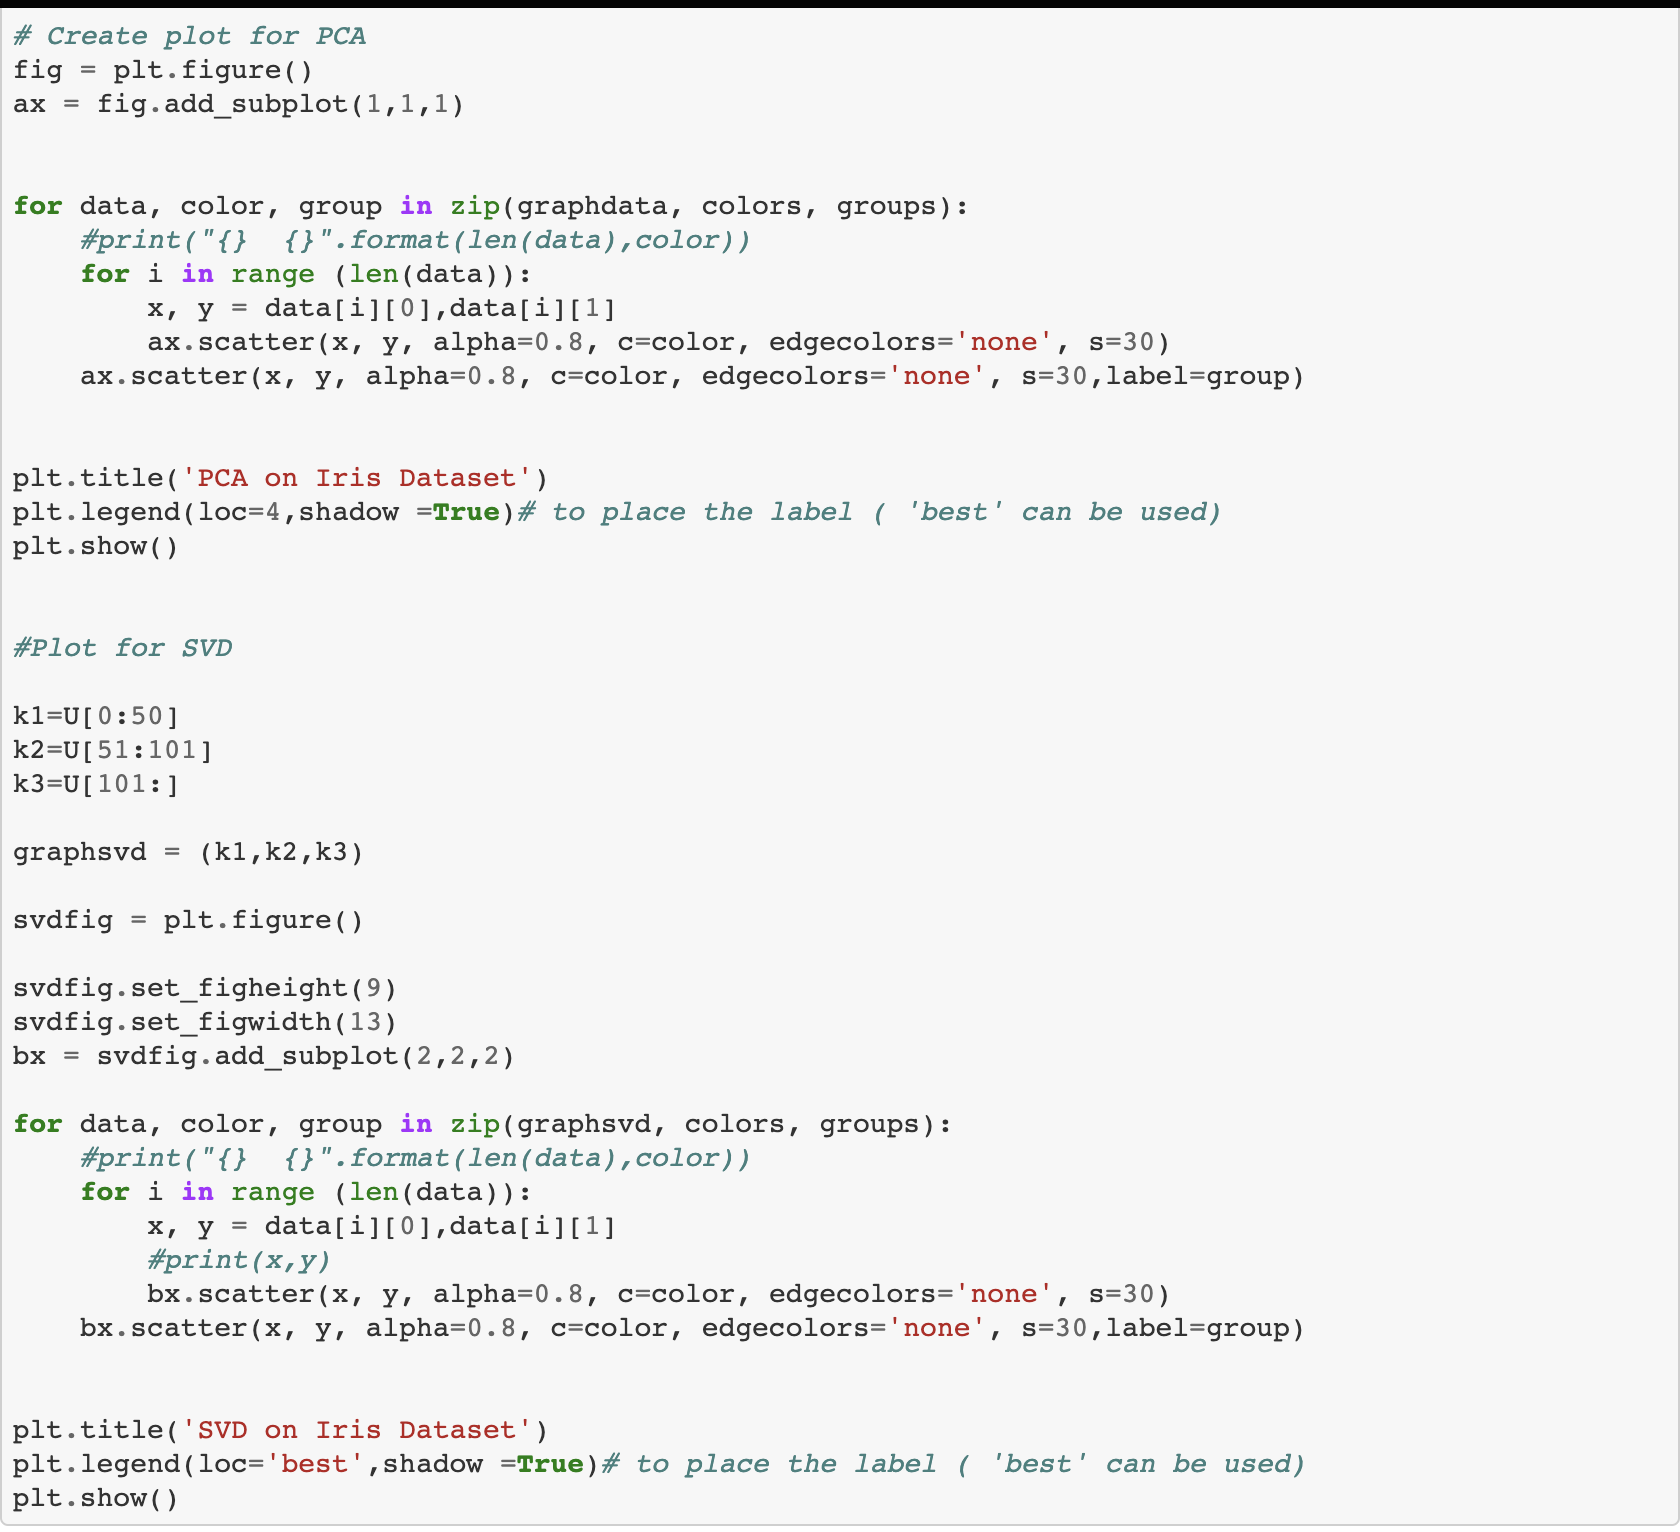 # Create plot for PCA
fig = plt.figure()
ax = fig.add_subplot(1,1,1)
for data, color, group in zip(graphdata, colors, groups):
    #print("{}  {}".format(len(data),color))
    for i in range (len(data)):
        x, y = data[i][0],data[i][1]
        ax.scatter(x, y, alpha=0.8, c=color, edgecolors='none', s=30)
    ax.scatter(x, y, alpha=0.8, c=color, edgecolors='none', s=30,label=group)
plt.title('PCA on Iris Dataset')
plt.legend(loc=4,shadow =True)# to place the label ( 'best' can be used)
plt.show()
#Plot for SVD
k1=U[0:50]
k2=U[51:101]
k3=U[101:]
graphsvd = (k1,k2,k3)
svdfig = plt.figure()
svdfig.set_figheight(9)
svdfig.set_figwidth(13)
bx = svdfig.add_subplot(2,2,2)
for data, color, group in zip(graphsvd, colors, groups):
    #print("{}  {}".format(len(data),color))
    for i in range (len(data)):
        x, y = data[i][0],data[i][1]
        #print(x,y)
        bx.scatter(x, y, alpha=0.8, c=color, edgecolors='none', s=30)
    bx.scatter(x, y, alpha=0.8, c=color, edgecolors='none', s=30,label=group)
plt.title('SVD on Iris Dataset')
plt.legend(loc='best',shadow =True)# to place the label ( 'best' can be used)
plt.show()